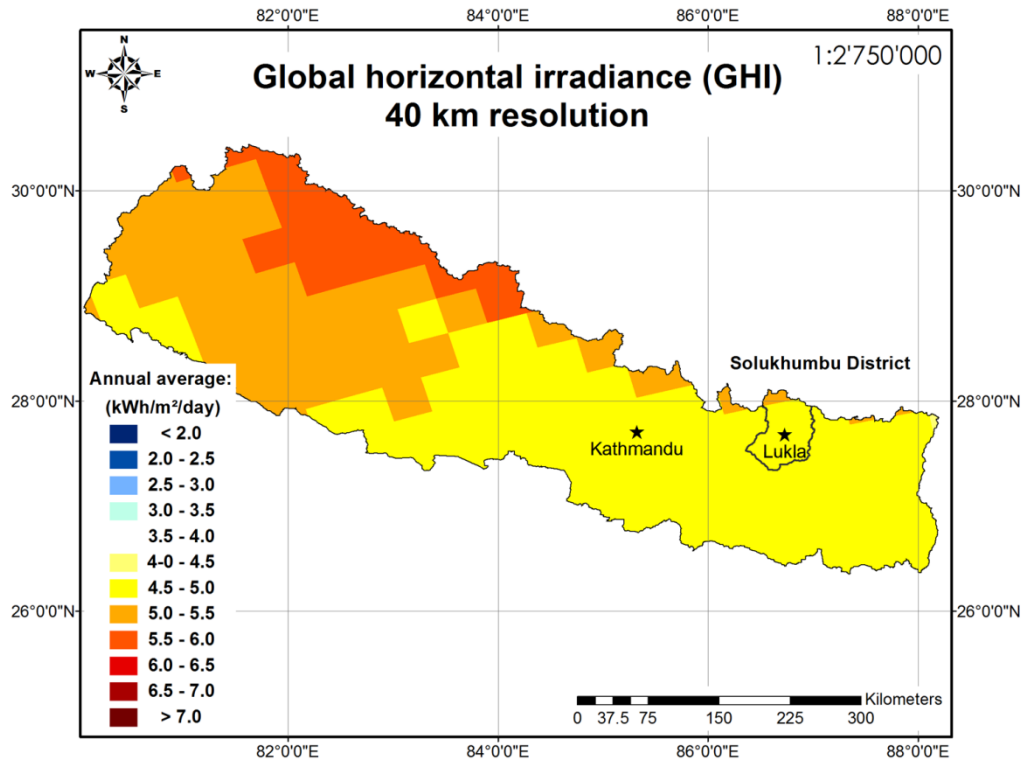 82°0'0"E 84°0'0"E 86°0'0"E 88°0'0"E
N
W E
S
1:2'750'000
Global horizontal irradiance (GHI)
40 km resolution
30°0'0"N 30°0'0"N
Solukhumbu District
Annual average:
(kWh/m²/day)
28°0'0"N 28°0'0"N
Kathmandu
Lukla
< 2.0
2.0 - 2.5
2.5 - 3.0
3.0 - 3.5
3.5 - 4.0
4-0 - 4.5
4.5 - 5.0
5.0 - 5.5
5.5 - 6.0
6.0 - 6.5
6.5 - 7.0
> 7.0
26°0'0"N 26°0'0"N
Kilometers
0 37.5 75 150 225 300
82°0'0"E 84°0'0"E 86°0'0"E 88°0'0"E